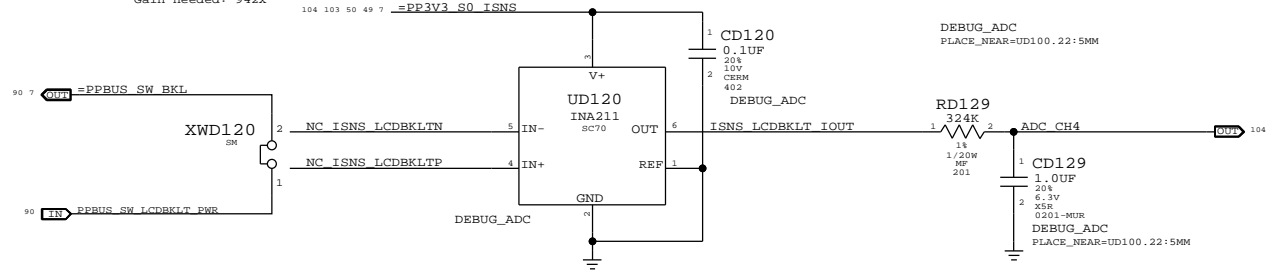 Gain needed: 942x
104 103 50 49 7 =PP3V3_S0_ISNS
DEBUG_ADC
PLACE_NEAR=UD100.22:5MM
1 CD120
0.1UF
20%
10V
2 CERM
402
DEBUG_ADC
3
V+
90 7 OUT =PPBUS_SW_BKL
UD120
INA211
SC70
XWD120
SM
2
1
NC_ISNS_LCDBKLTN 5 IN-
OUT 6 ISNS_LCDBKLT_IOUT
RD129
324K
1 2
1%
1/20W
MF
201
ADC_CH4 OUT 104
NC_ISNS_LCDBKLTP 4 IN+
REF 1
1 CD129
1.0UF
20%
6.3V
2 X5R
0201-MUR
DEBUG_ADC
PLACE_NEAR=UD100.22:5MM
90 IN PPBUS_SW_LCDBKLT_PWR
GND
2
DEBUG_ADC